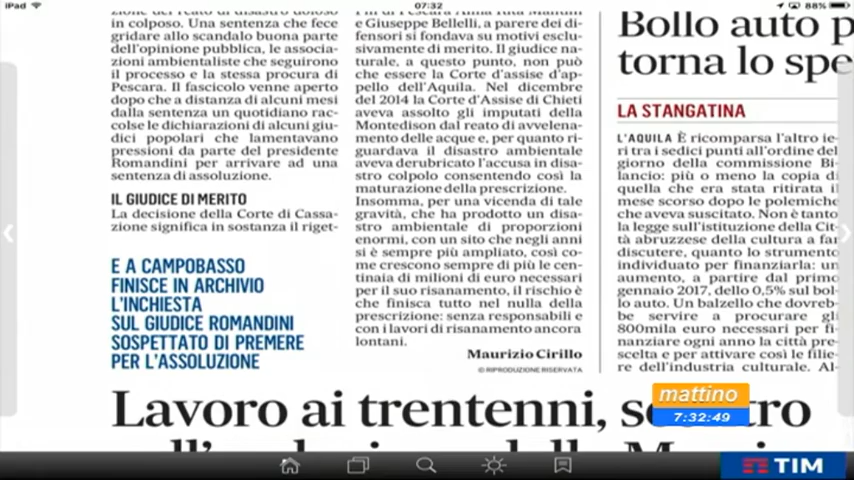 iPad
07:32
88%
zione del reato di disastro doloso
in colposo. Una sentenza che fece
gridare allo scandalo buona parte
dell'opinione pubblica, le associa-
zioni ambientaliste che seguirono
il processo e la stessa procura di
Pescara. Il fascicolo venne aperto
dopo che a distanza di alcuni mesi
dalla sentenza un quotidiano rac-
colse le dichiarazioni di alcuni giu-
dici popolari che lamentavano
pressioni da parte del presidente
Romandini per arrivare ad una
sentenza di assoluzione.
IL GIUDICE DI MERITO
La decisione della Corte di Cassa-
zione significa in sostanza il riget-
E A CAMPOBASSO
FINISCE IN ARCHIVIO
L'INCHIESTA
SUL GIUDICE ROMANDINI
SOSPETTATO DI PREMERE
PER L'ASSOLUZIONE
e Giuseppe Bellelli, a parere dei di-
fensori si fondava su motivi esclu-
sivamente di merito. Il giudice na-
turale, a questo punto, non può
che essere la Corte d'assise d'ap-
pello dell'Aquila. Nel dicembre
del 2014 la Corte d'Assise di Chieti
aveva assolto gli imputati della
Montedison dal reato di avvelena-
mento delle acque e, per quanto ri-
guardava il disastro ambientale
aveva derubricato l'accusa in disa-
stro colpolo consentendo così la
maturazione della prescrizione.
Insomma, per una vicenda di tale
gravità, che ha prodotto un disa-
stro ambientale di proporzioni
enormi, con un sito che negli anni
si è sempre più ampliato, così co-
me crescono sempre di più le cen-
tinaia di milioni di euro necessari
per il suo risanamento, il rischio è
che finisca tutto nel nulla della
prescrizione: senza responsabili e
con i lavori di risanamento ancora
lontani.
Maurizio Cirillo
© RIPRODUZIONE RISERVATA
Bollo auto p
torna lo spe
LA STANGATINA
L'AQUILA È ricomparsa l'altro ie-
ri tra i sedici punti all'ordine del
giorno della commissione Bi-
lancio: più o meno la copia di
quella che era stata ritirata il
mese scorso dopo le polemiche
che aveva suscitato. Non è tanto
la legge sull'istituzione della Cit-
tà abruzzese della cultura a far
discutere, quanto lo strumento
individuato per finanziarla: un
aumento, a partire dal primo
gennaio 2017, dello 0,5% sul bol-
lo auto. Un balzello che dovreb-
be servire a procurare gli
800mila euro necessari per fi-
nanziare ogni anno la città pre-
scelta e per attivare così le filie-
re dell'industria culturale. Al-
Lavoro ai trentenni,
mattino
7:32:49
TIM